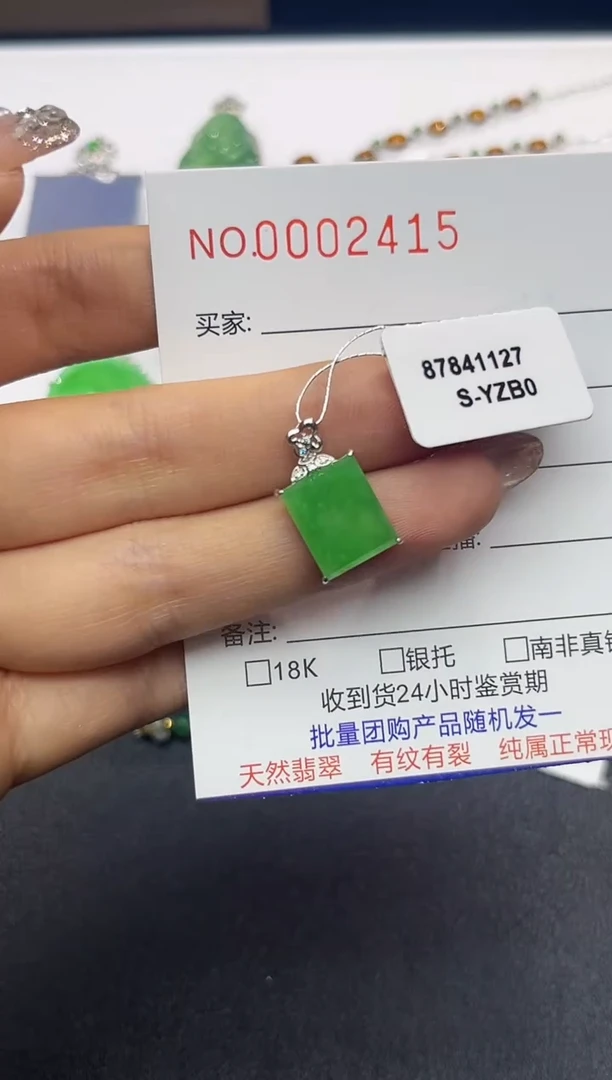 NO.0002415
买家:
87841127
S-YZB0
播:
备注:
□18K □银托 □南非真钻
收到货24小时鉴赏期
批量团购产品随机发一
天然翡翠 有纹有裂 纯属正常现